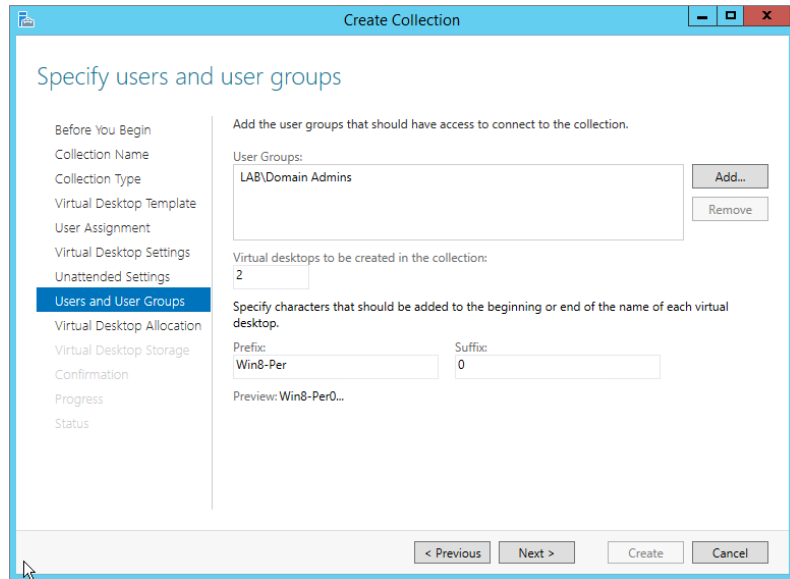 Create Collection
Specify users and user groups
Before You Begin
Collection Name
Collection Type
Virtual Desktop Template
User Assignment
Virtual Desktop Settings
Unattended Settings
Users and User Groups
Virtual Desktop Allocation
Virtual Desktop Storage
Confirmation
Progress
Status
Add the user groups that should have access to connect to the collection.
User Groups:
LAB\Domain Admins
Add...
Remove
Virtual desktops to be created in the collection:
2
Specify characters that should be added to the beginning or end of the name of each virtual
desktop.
Prefix: Suffix:
Win8-Per 0
Preview: Win8-Per0...
< Previous Next > Create Cancel